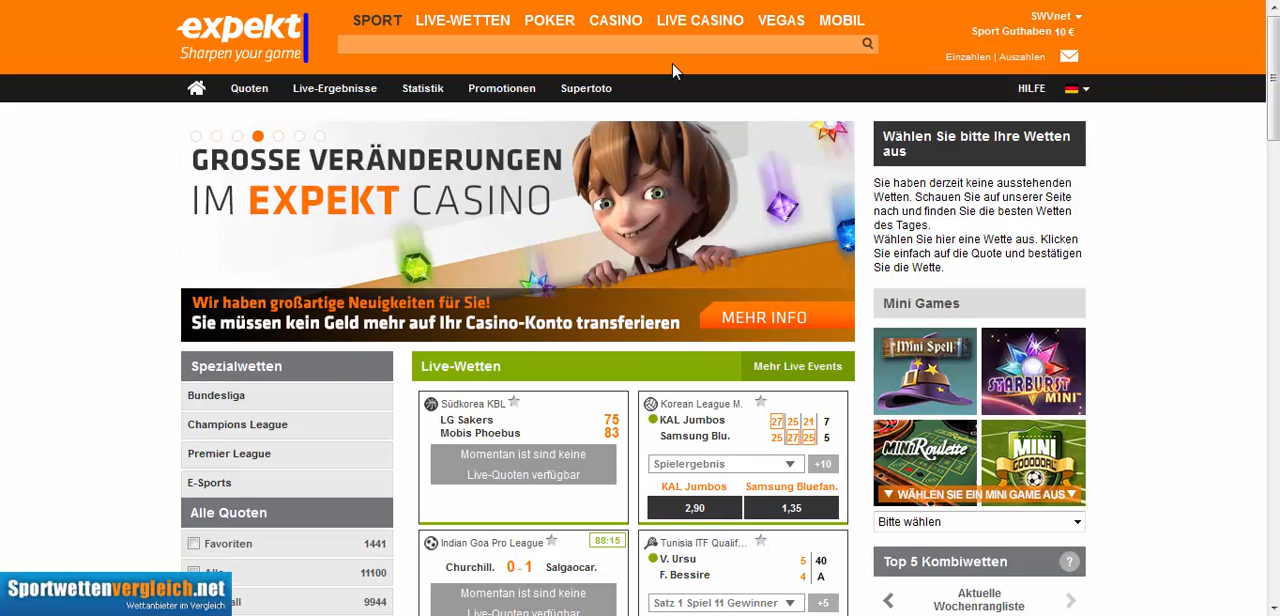 expekt
Sharpen your game
SPORT LIVE-WETTEN POKER CASINO LIVE CASINO VEGAS MOBIL
SWVnet
Sport Guthaben 10 €
Einzahlen | Auszahlen
Quoten Live-Ergebnisse Statistik Promotionen Supertoto HILFE
GROSSE VERÄNDERUNGEN
IM EXPEKT CASINO
Wir haben großartige Neuigkeiten für Sie!
Sie müssen kein Geld mehr auf Ihr Casino-Konto transferieren
MEHR INFO
Wählen Sie bitte Ihre Wetten
aus
Sie haben derzeit keine ausstehenden
Wetten. Schauen Sie auf unserer Seite
nach und finden Sie die besten Wetten
des Tages.
Wählen Sie hier eine Wette aus. Klicken
Sie einfach auf die Quote und bestätigen
Sie die Wette.
Mini Games
Mini Spell
STARBURST
MINI
MINI Roulette
MINI
GOOOOOAL
WÄHLEN SIE EIN MINI GAME AUS
Bitte wählen
Top 5 Kombiwetten ?
Aktuelle
Wochenrangliste
Spezialwetten
Bundesliga
Champions League
Premier League
E-Sports
Alle Quoten
Favoriten 1441
11100
all 9944
Live-Wetten Mehr Live Events
Südkorea KBL
LG Sakers 75
Mobis Phoebus 83
Momentan ist sind keine
Live-Quoten verfügbar
Korean League M.
KAL Jumbos 27 25 21 7
Samsung Blu. 25 27 25 5
Spielergebnis +10
KAL Jumbos Samsung Bluefan.
2,90 1,35
Indian Goa Pro League 88:15
Churchill. 0 - 1 Salgaocar.
Momentan ist sind keine
Live-Quoten verfügbar
Tunisia ITF Qualif...
V. Ursu 5 40
F. Bessire 4 A
Satz 1 Spiel 11 Gewinner +5
Sportwettenvergleich.net
Wettanbieter im Vergleich